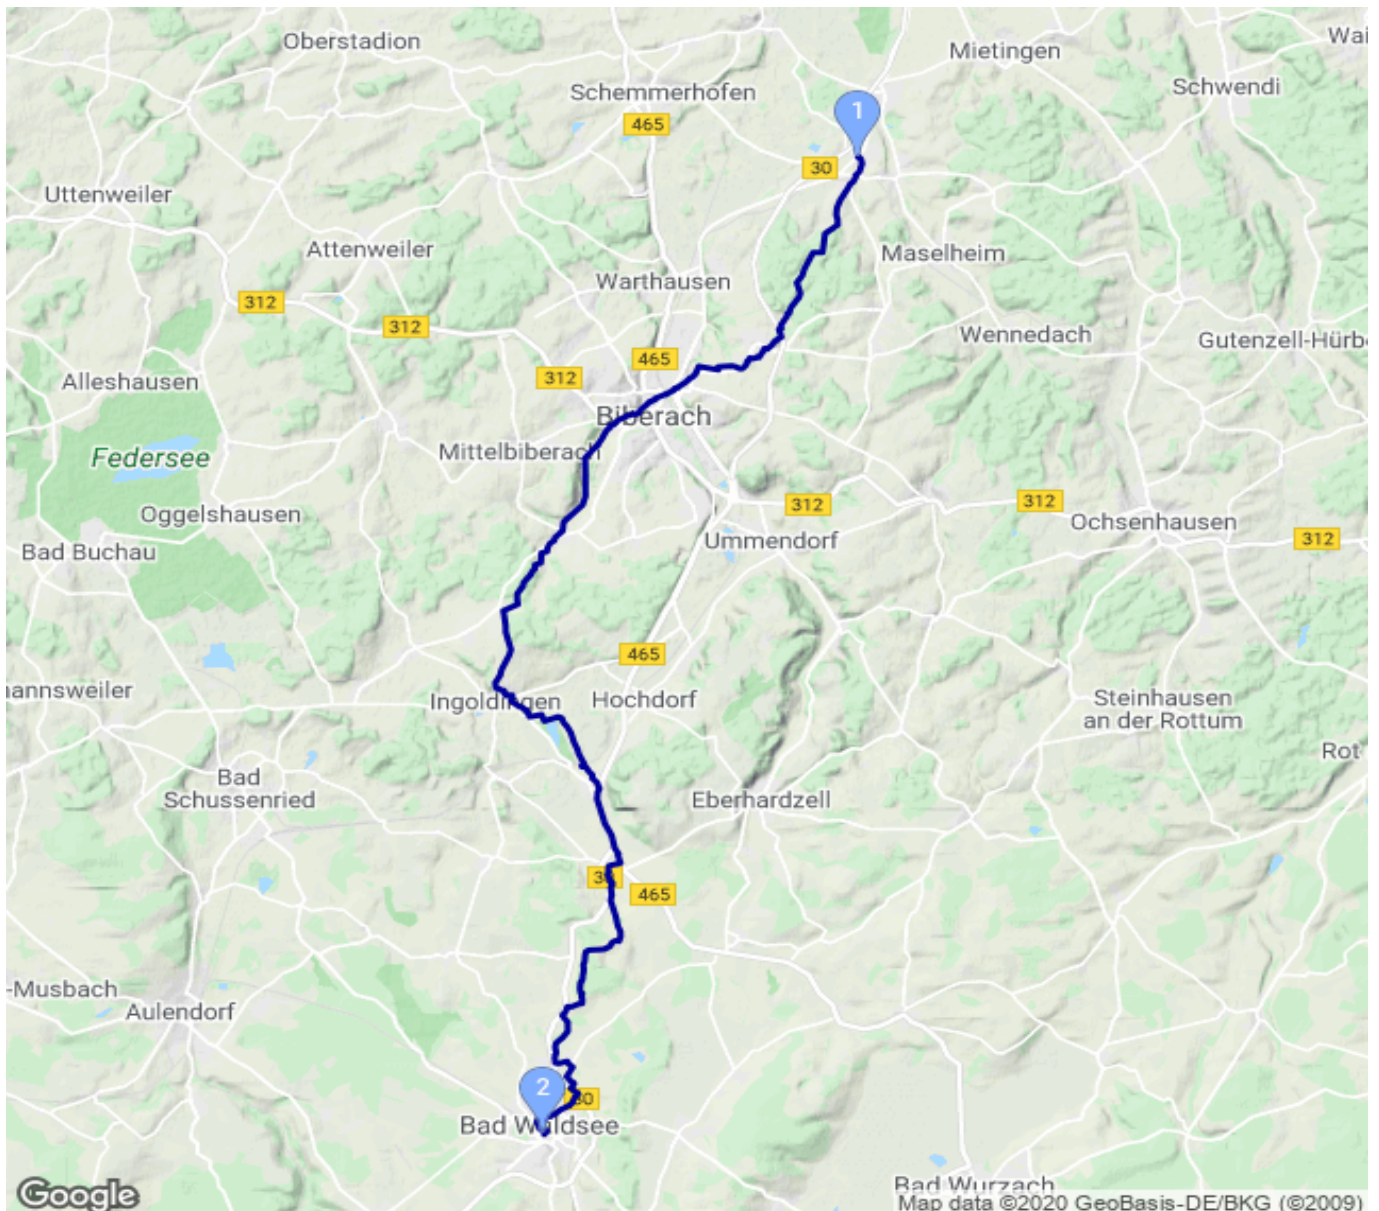 Oberstadion
Mietingen
Wai
Schemmerhofen
Schwendi
1
465
30
Uttenweiler
Attenweiler
Maselheim
Warthausen
312
312
Wennedach
Gutenzell-Hürb
465
312
Alleshausen
Biberach
Mittelbiberach
Federsee
312
312
Oggelshausen
Ochsenhausen
312
Bad Buchau
Ummendorf
465
mannsweiler
Ingoldingen
Hochdorf
Steinhausen
an der Rottum
Rot
Bad
Schussenried
Eberhardzell
465
-Musbach
Aulendorf
2
30
Bad Waldsee
Bad Wurzach
Google
Map data ©2020 GeoBasis-DE/BKG (©2009)